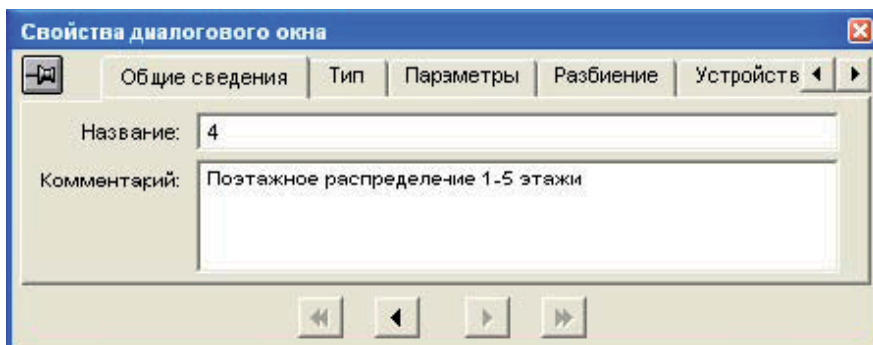 Свойства диалогового окна
Общие сведения Тип Параметры Разбиение Устройств
Название: 4
Комментарий: Поэтажное распределение 1-5 этажи